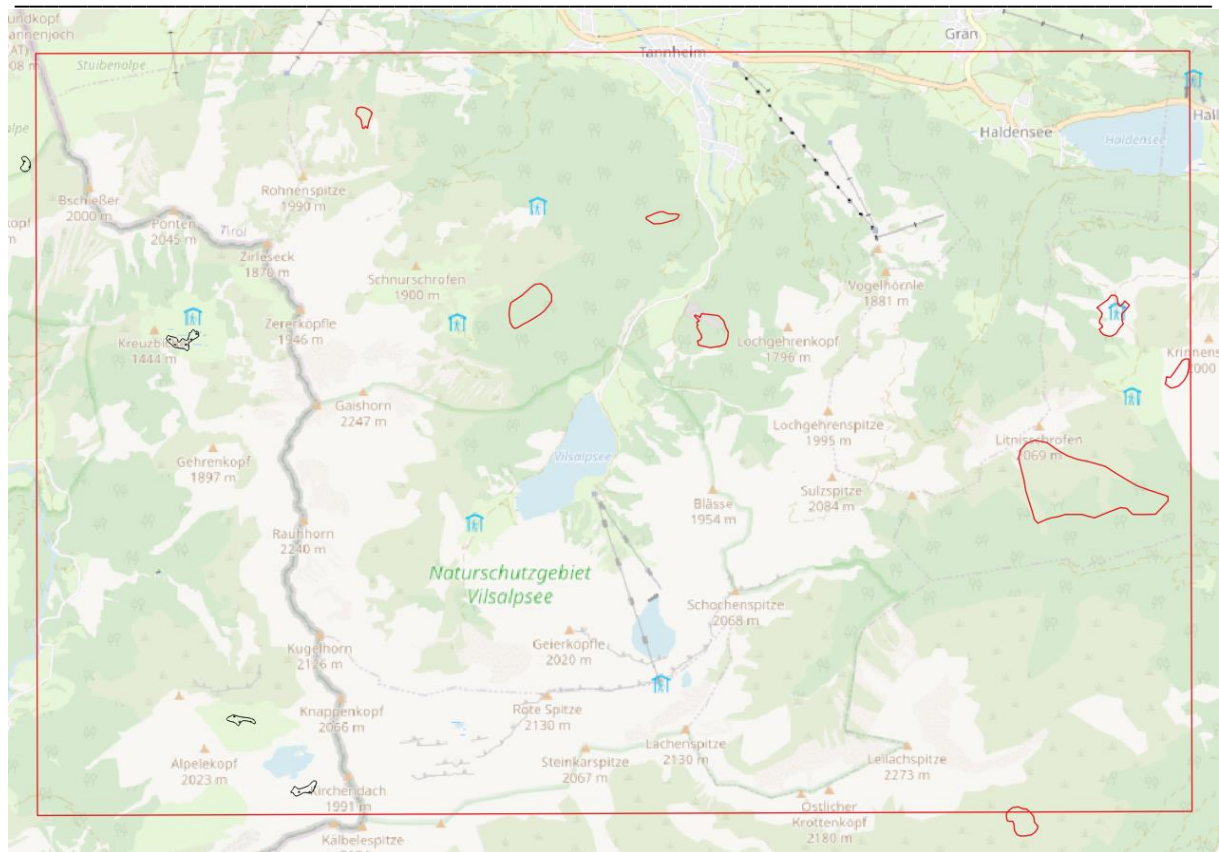 Grän
Tannheim
Stuibenalpe
Haldensee
Haldensee
Bschießer
2000 m
Rohnenspitze
1990 m
Ponten
2045 m
Tirol
Zirleseck
1870 m
Schnurschrofen
1900 m
Vogelhörnle
1881 m
Zererköpfle
1946 m
1444 m
Lochgehrenkopf
1796 m
Gaishorn
2247 m
Lochgehrenspitze
1995 m
Litnisschrofen
2069 m
Gehrenkopf
1897 m
Vilsalpsee
Sulzspitze
2084 m
Blässe
1954 m
Rauhhorn
2240 m
Naturschutzgebiet
Vilsalpsee
Schochenspitze
2068 m
Kugelhorn
2126 m
Geierköpfle
2020 m
Knappenkopf
2066 m
Rote Spitze
2130 m
Lachenspitze
2130 m
Alpelekopf
2023 m
Steinkarspitze
2067 m
Leilachspitze
2273 m
Kirchendach
1991 m
Östlicher
Krottenkopf
2180 m
Kälbelespitze